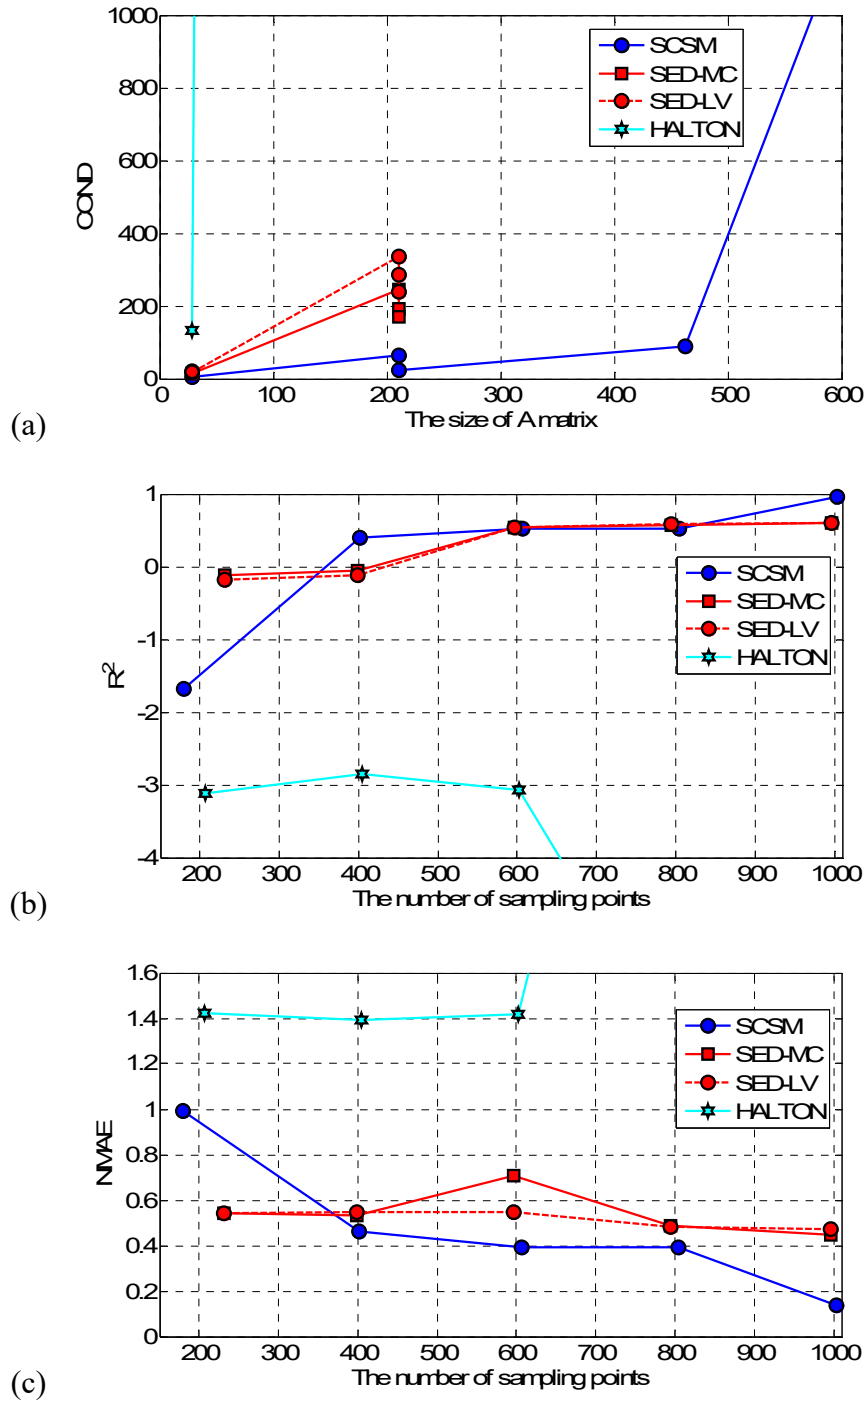 1000
800
600
400
200
0
COND
SCSM
SED-MC
SED-LV
HALTON
0 100 200 300 400 500 600
The size of A matrix
(a)
1
0
-1
-2
-3
-4
R²
SCSM
SED-MC
SED-LV
HALTON
200 300 400 500 600 700 800 900 1000
The number of sampling points
(b)
1.6
1.4
1.2
1
0.8
0.6
0.4
0.2
0
NMAE
SCSM
SED-MC
SED-LV
HALTON
200 300 400 500 600 700 800 900 1000
The number of sampling points
(c)